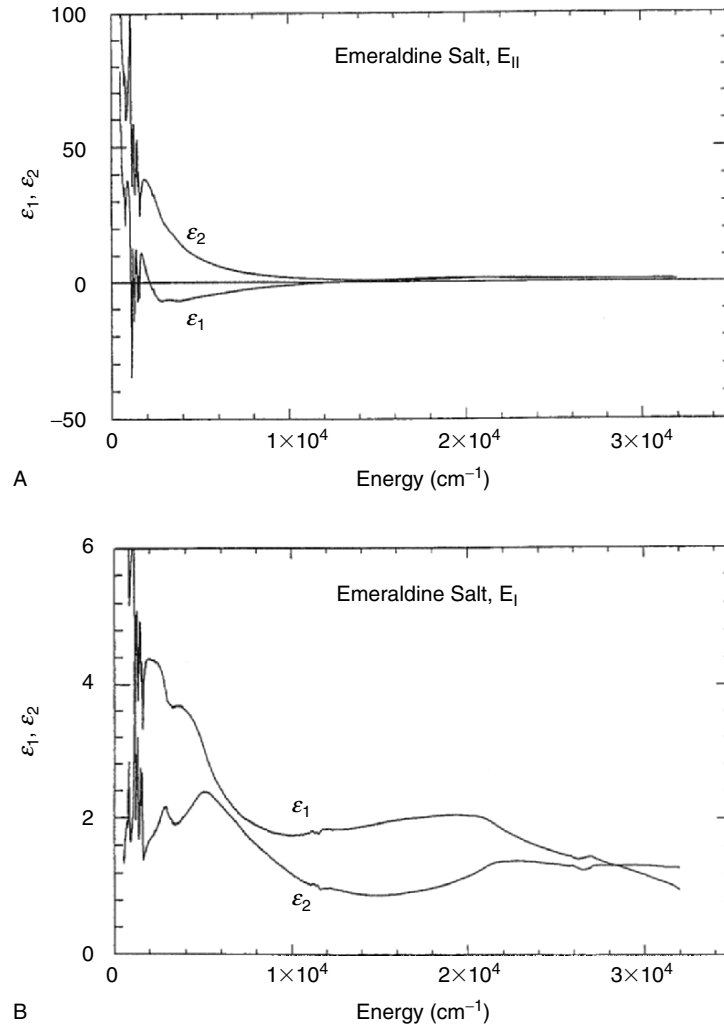 100
Emeraldine Salt, E_II
50
ε₁, ε₂
ε₂
0
ε₁
−50
0
1×10⁴
2×10⁴
3×10⁴
A
Energy (cm⁻¹)
6
Emeraldine Salt, E_I
4
ε₁, ε₂
ε₁
2
ε₂
0
0
1×10⁴
2×10⁴
3×10⁴
B
Energy (cm⁻¹)